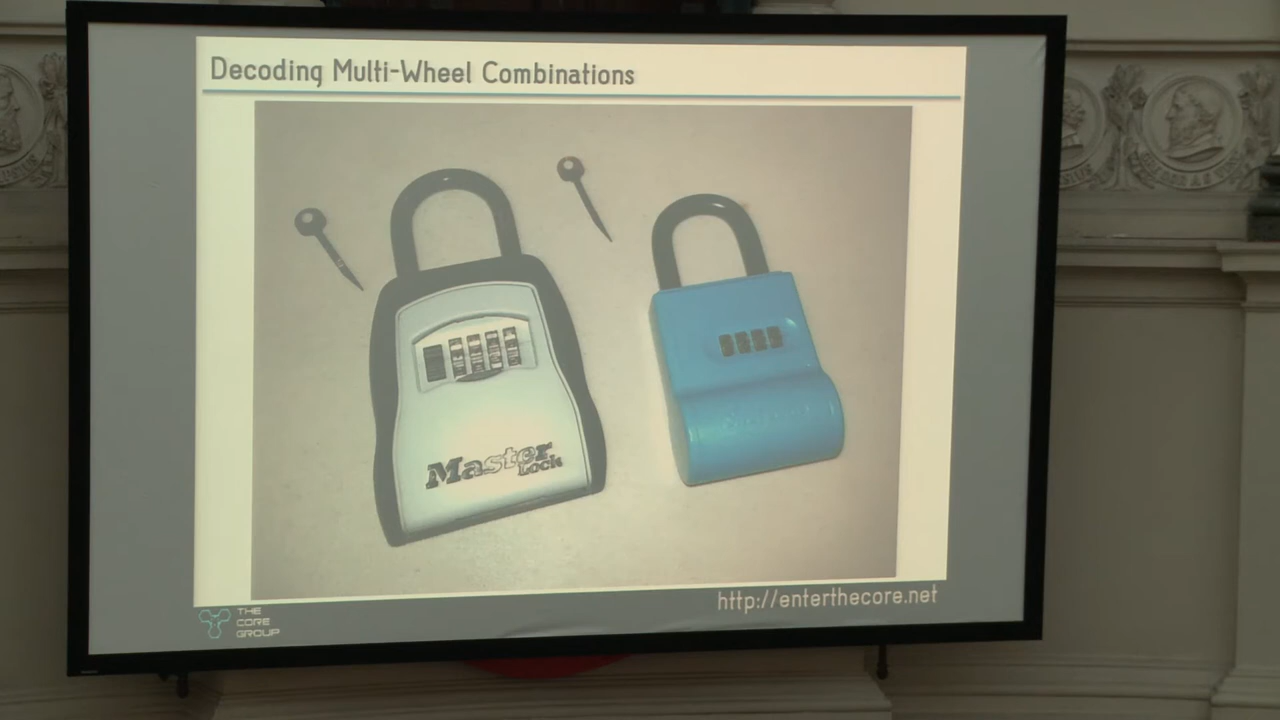 Decoding Multi-Wheel Combinations
Master
Lock
http://enterthecore.net
THE
CORE
GROUP